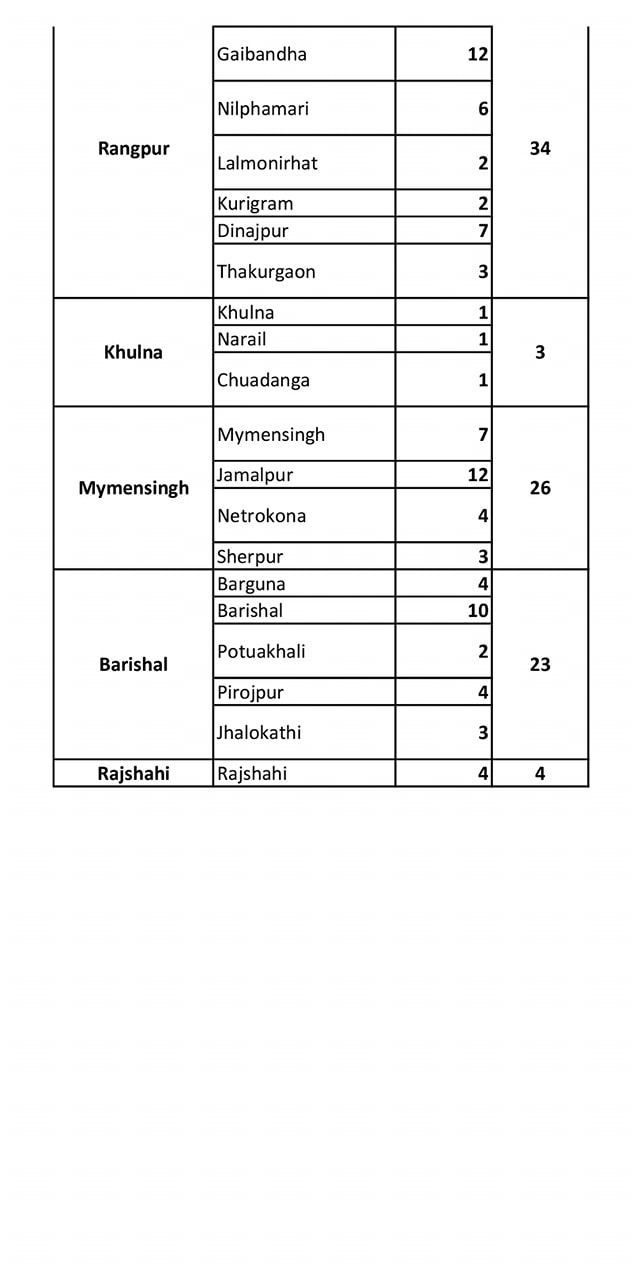 Gaibandha 12
Nilphamari 6
Rangpur 34
Lalmonirhat 2
Kurigram 2
Dinajpur 7
Thakurgaon 3
Khulna 1
Narail 1
Khulna 3
Chuadanga 1
Mymensingh 7
Jamalpur 12
Mymensingh 26
Netrokona 4
Sherpur 3
Barguna 4
Barishal 10
Potuakhali 2
Barishal 23
Pirojpur 4
Jhalokathi 3
Rajshahi Rajshahi 4 4